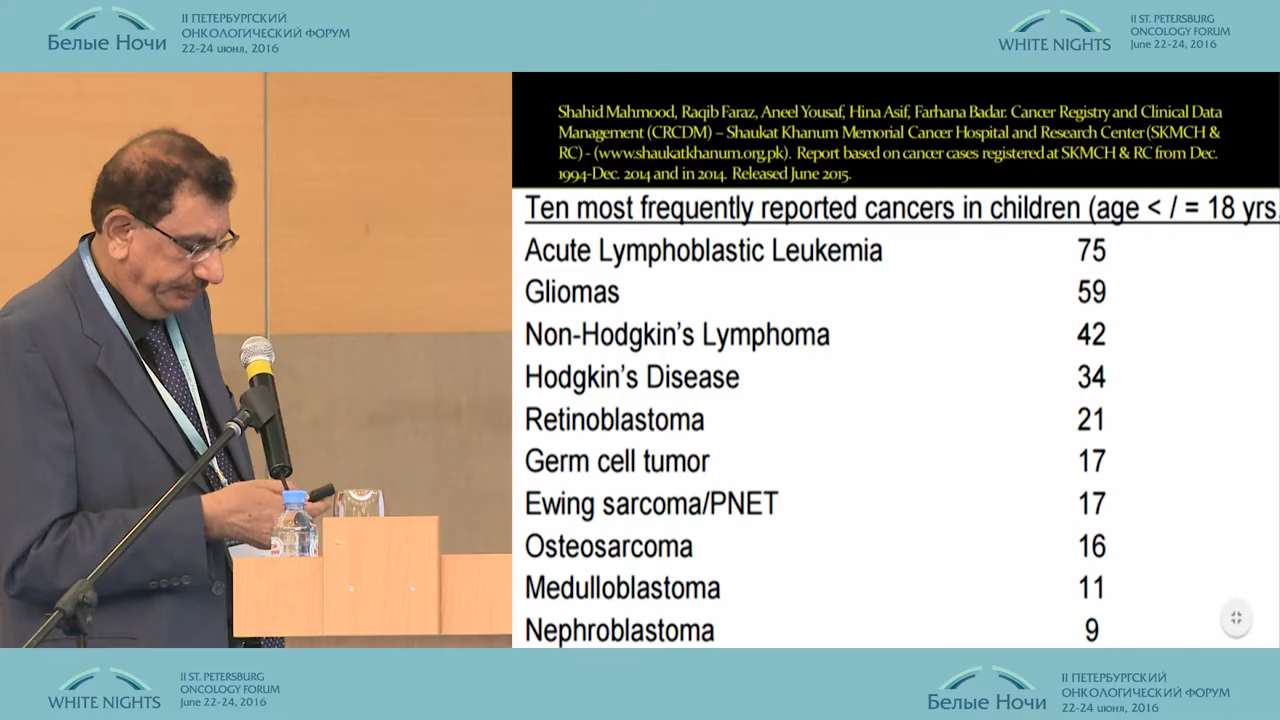 Белые Ночи
II ПЕТЕРБУРГСКИЙ
ОНКОЛОГИЧЕСКИЙ ФОРУМ
22-24 июня, 2016
WHITE NIGHTS
II ST. PETERSBURG
ONCOLOGY FORUM
June 22-24, 2016
Shahid Mahmood, Raqib Faraz, Aneel Yousaf, Hina Asif, Farhana Badar. Cancer Registry and Clinical Data
Management (CRCDM) – Shaukat Khanum Memorial Cancer Hospital and Research Center (SKMCH &
RC) - (www.shaukatkhanum.org.pk). Report based on cancer cases registered at SKMCH & RC from Dec.
1994-Dec. 2014 and in 2014. Released June 2015.
Ten most frequently reported cancers in children (age < / = 18 yrs
Acute Lymphoblastic Leukemia 75
Gliomas 59
Non-Hodgkin's Lymphoma 42
Hodgkin's Disease 34
Retinoblastoma 21
Germ cell tumor 17
Ewing sarcoma/PNET 17
Osteosarcoma 16
Medulloblastoma 11
Nephroblastoma 9
WHITE NIGHTS
II ST. PETERSBURG
ONCOLOGY FORUM
June 22-24, 2016
Белые Ночи
II ПЕТЕРБУРГСКИЙ
ОНКОЛОГИЧЕСКИЙ ФОРУМ
22-24 июня, 2016